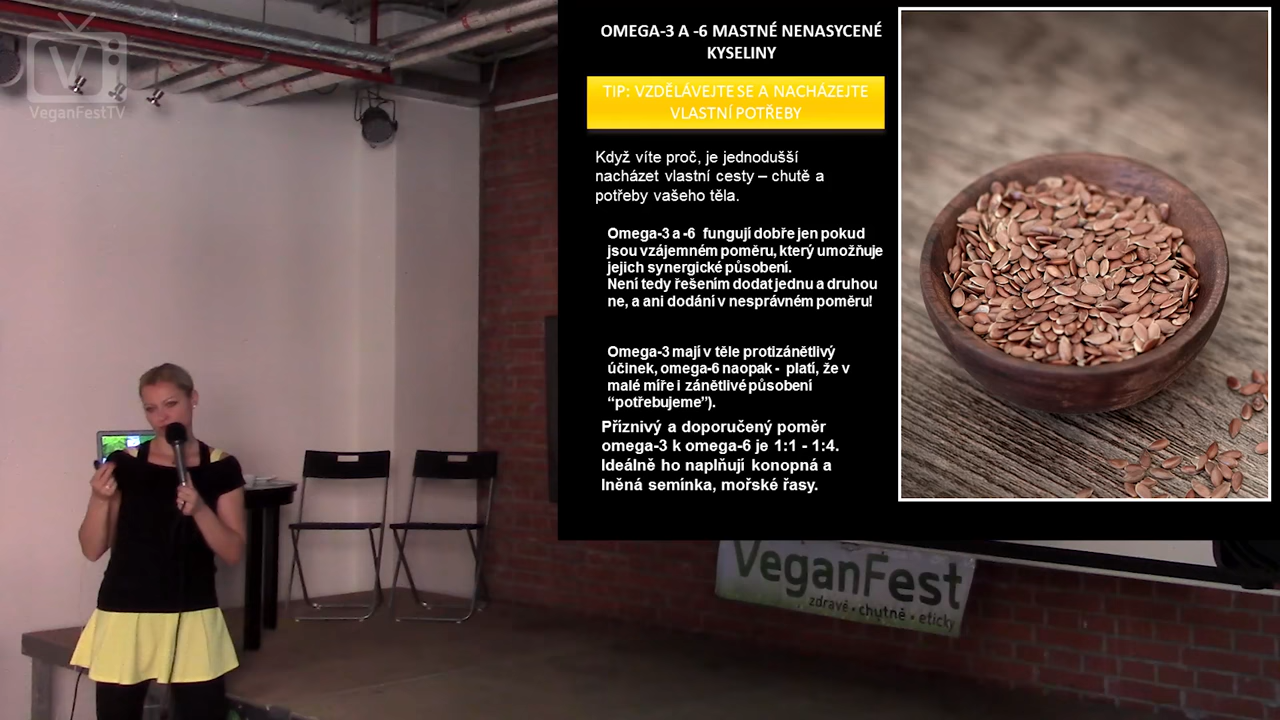 V
VeganFestTV
OMEGA-3 A -6 MASTNÉ NENASYCENÉ
KYSELINY
TIP: VZDĚLÁVEJTE SE A NACHÁZEJTE
VLASTNÍ POTŘEBY
Když víte proč, je jednodušší
nacházet vlastní cesty – chutě a
potřeby vašeho těla.
Omega-3 a -6 fungují dobře jen pokud
jsou vzájemném poměru, který umožňuje
jejich synergické působení.
Není tedy řešením dodat jednu a druhou
ne, a ani dodání v nesprávném poměru!
Omega-3 mají v těle protizánětlivý
účinek, omega-6 naopak - platí, že v
malé míře i zánětlivé působení
“potřebujeme”).
Příznivý a doporučený poměr
omega-3 k omega-6 je 1:1 - 1:4.
Ideálně ho naplňují konopná a
lněná semínka, mořské řasy.
VeganFest
zdravě • chutně • eticky